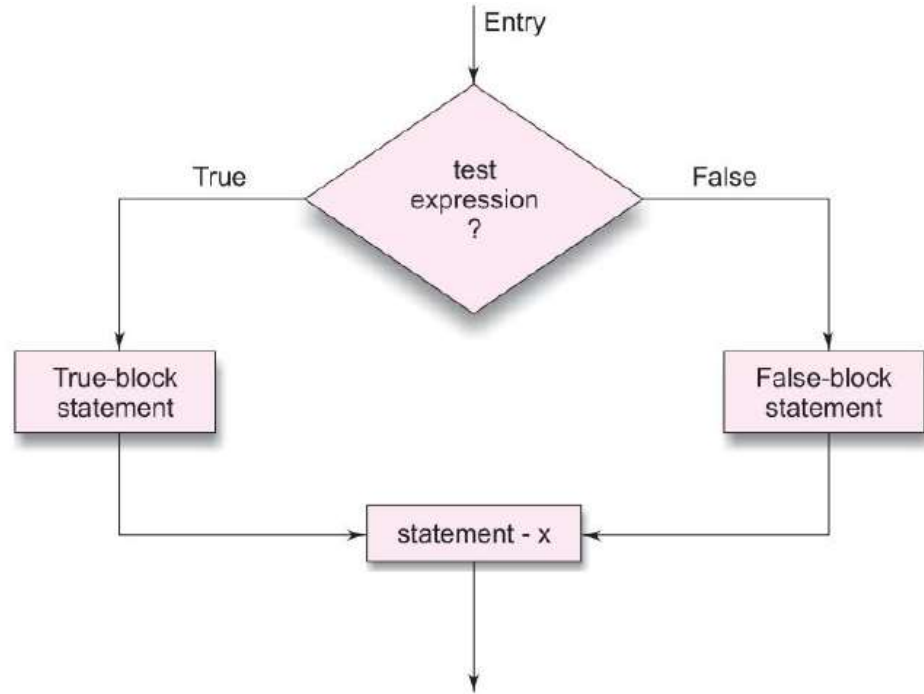 Entry
test
expression
?
True
False
True-block
statement
False-block
statement
statement - x